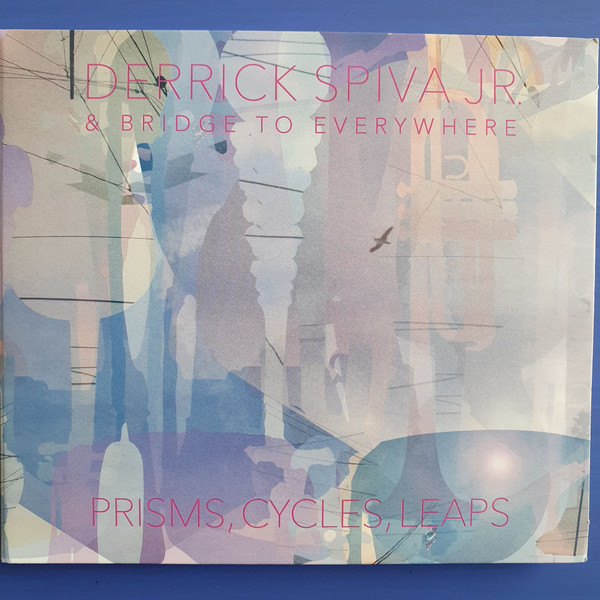 DERRICK SPIVA JR.
& BRIDGE TO EVERYWHERE
PRISMS, CYCLES, LEAPS